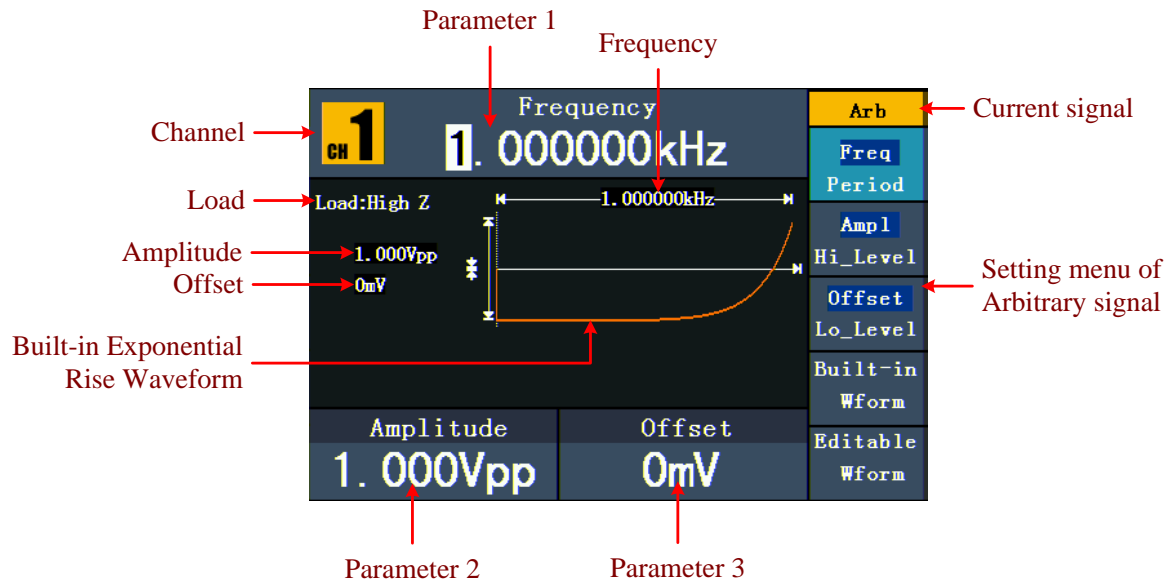 Parameter 1
Frequency
Channel
CH 1
Frequency
1.000000kHz
Arb
Current signal
Freq
Period
Load
Load:High Z
1.000000kHz
Ampl
Hi_Level
Amplitude
1.000Vpp
Offset
0mV
Offset
Lo_Level
Setting menu of
Arbitrary signal
Built-in Exponential
Rise Waveform
Built-in
Wform
Amplitude
1.000Vpp
Offset
0mV
Editable
Wform
Parameter 2
Parameter 3